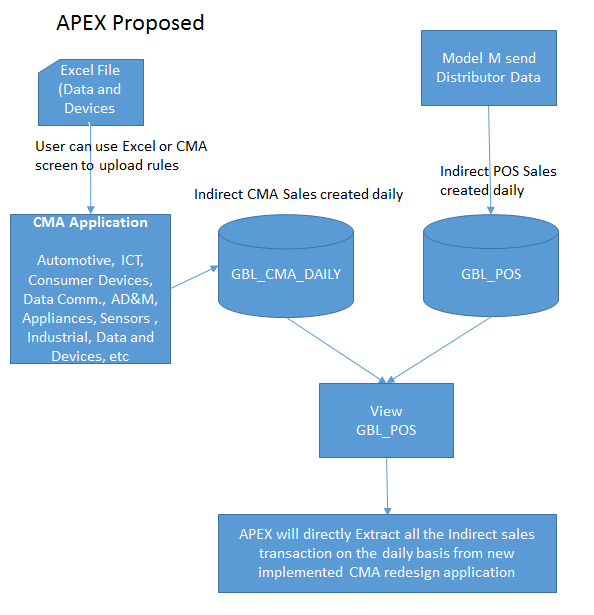 APEX Proposed
Excel File
(Data and
Devices
Model M send
Distributor Data
User can use Excel or CMA
screen to upload rules
Indirect POS Sales
created daily
Indirect CMA Sales created daily
CMA Application
Automotive, ICT,
Consumer Devices,
Data Comm., AD&M,
Appliances, Sensors ,
Industrial, Data and
Devices, etc
GBL_CMA_DAILY
GBL_POS
View
GBL_POS
APEX will directly Extract all the Indirect sales
transaction on the daily basis from new
implemented CMA redesign application